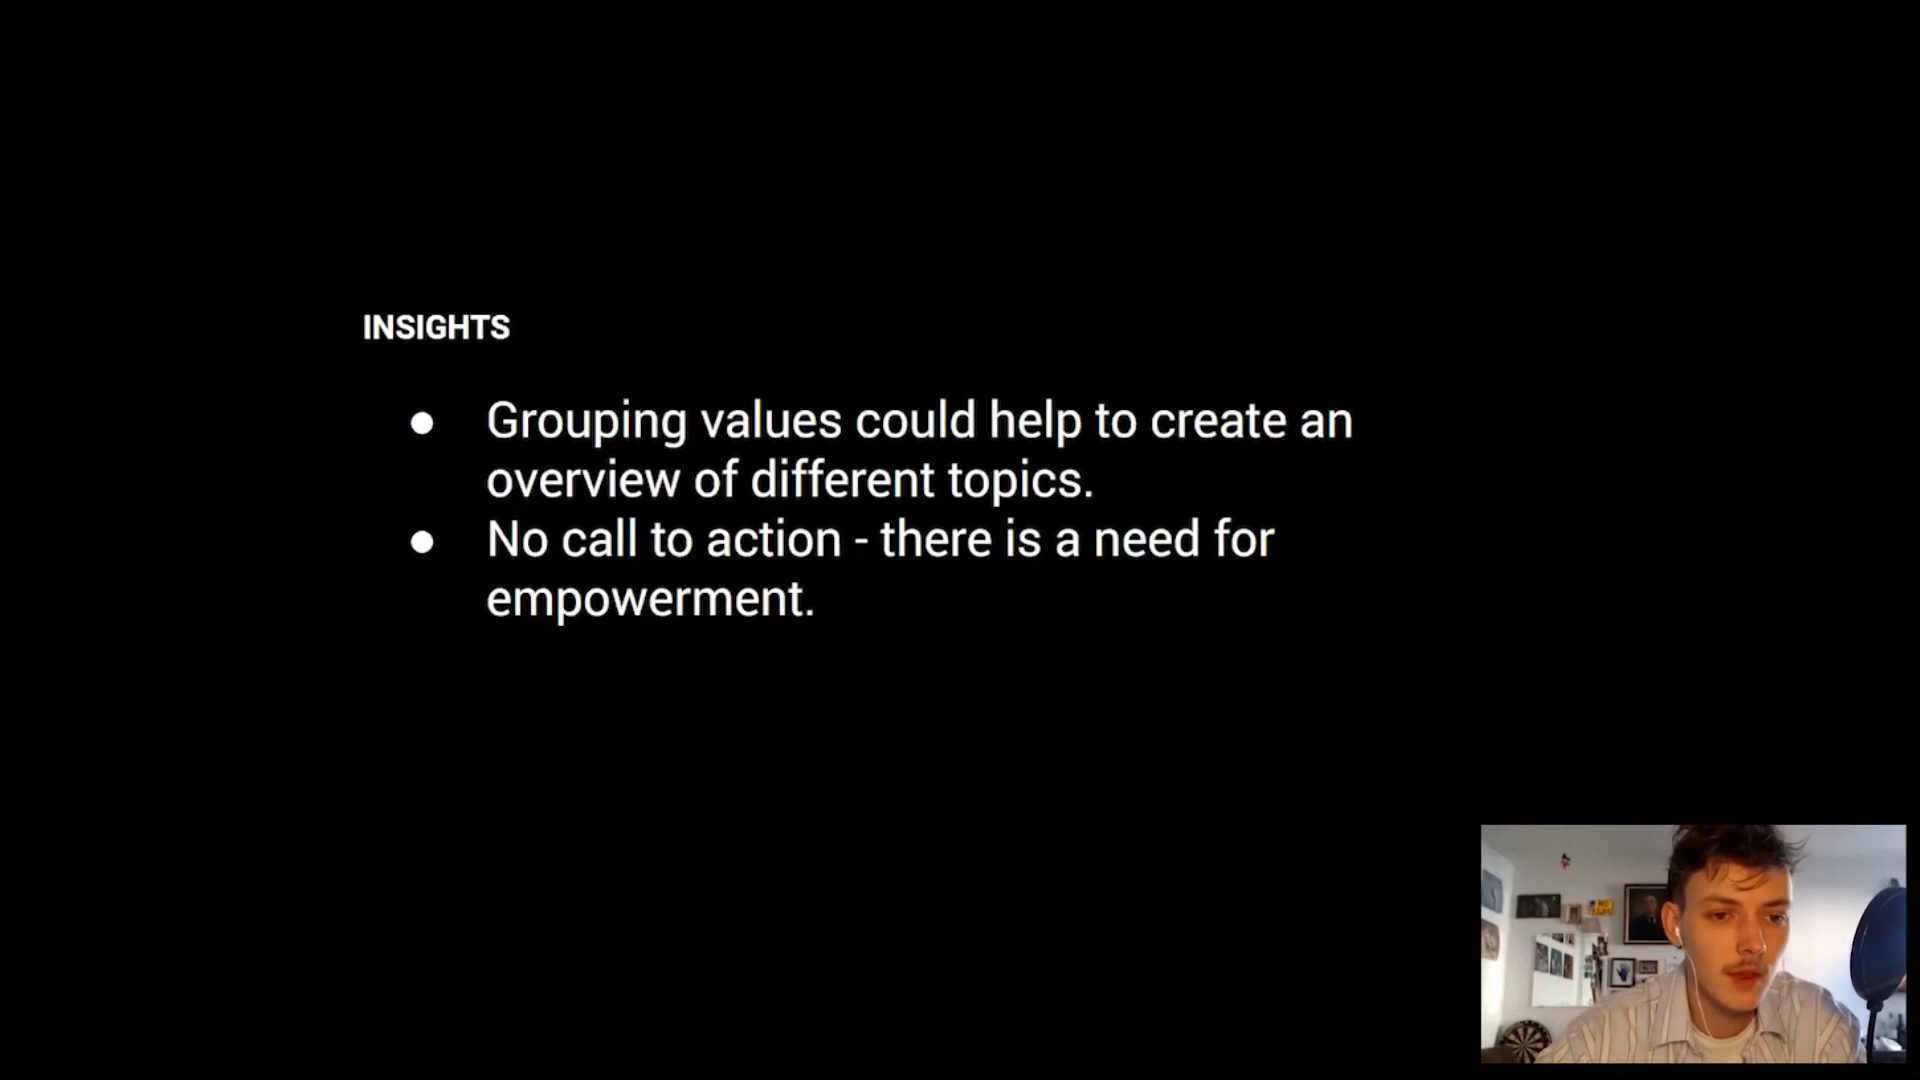 INSIGHTS
● Grouping values could help to create an
overview of different topics.
● No call to action - there is a need for
empowerment.